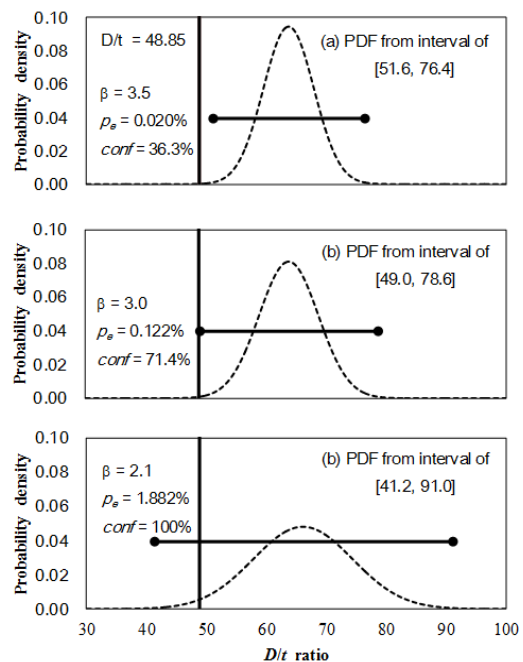 Probability density
0.10
0.08
0.06
0.04
0.02
0.00
D/t = 48.85
β = 3.5
pe = 0.020%
conf = 36.3%
(a) PDF from interval of
[51.6, 76.4]
Probability density
0.10
0.08
0.06
0.04
0.02
0.00
β = 3.0
pe = 0.122%
conf = 71.4%
(b) PDF from interval of
[49.0, 78.6]
Probability density
0.10
0.08
0.06
0.04
0.02
0.00
β = 2.1
pe = 1.882%
conf = 100%
(b) PDF from interval of
[41.2, 91.0]
30 40 50 60 70 80 90 100
D/t ratio